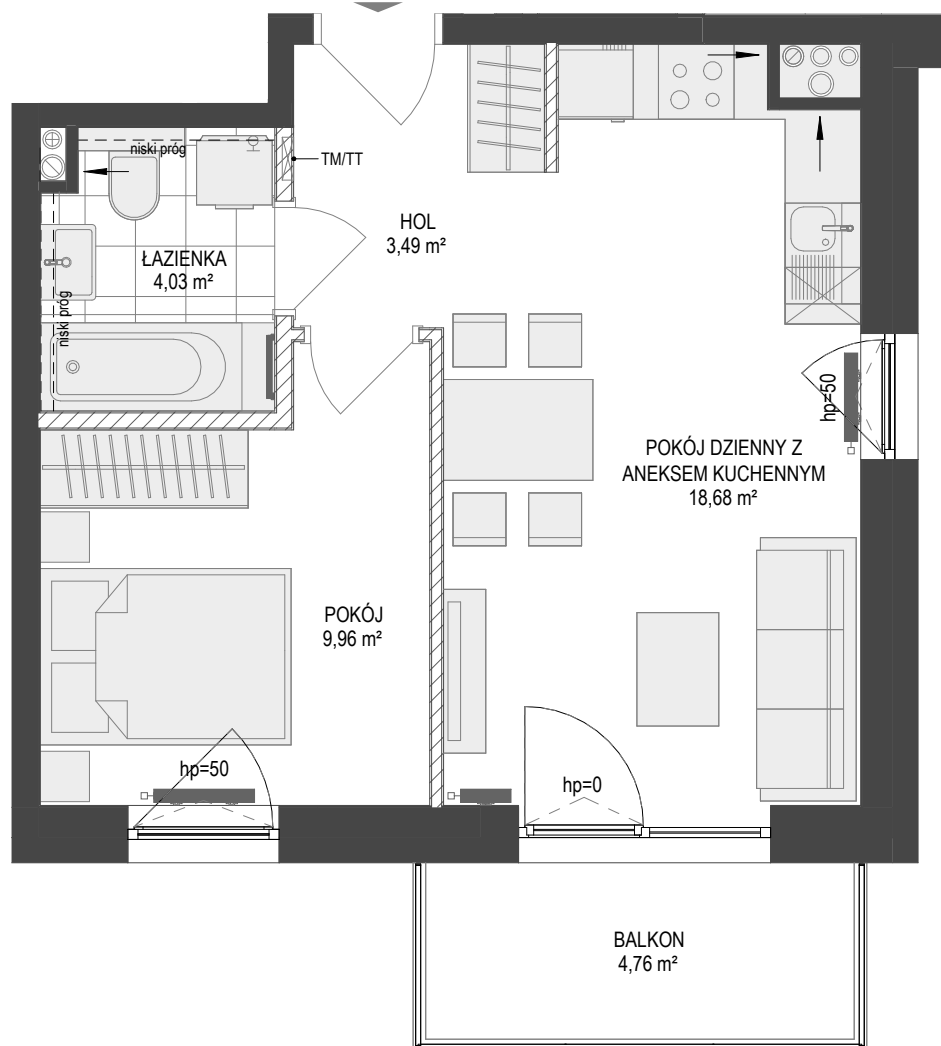 niski próg
TM/TT
HOL
3,49 m²
ŁAZIENKA
4,03 m²
niski próg
hp=50
POKÓJ DZIENNY Z
ANEKSEM KUCHENNYM
18,68 m²
POKÓJ
9,96 m²
hp=50
hp=0
BALKON
4,76 m²